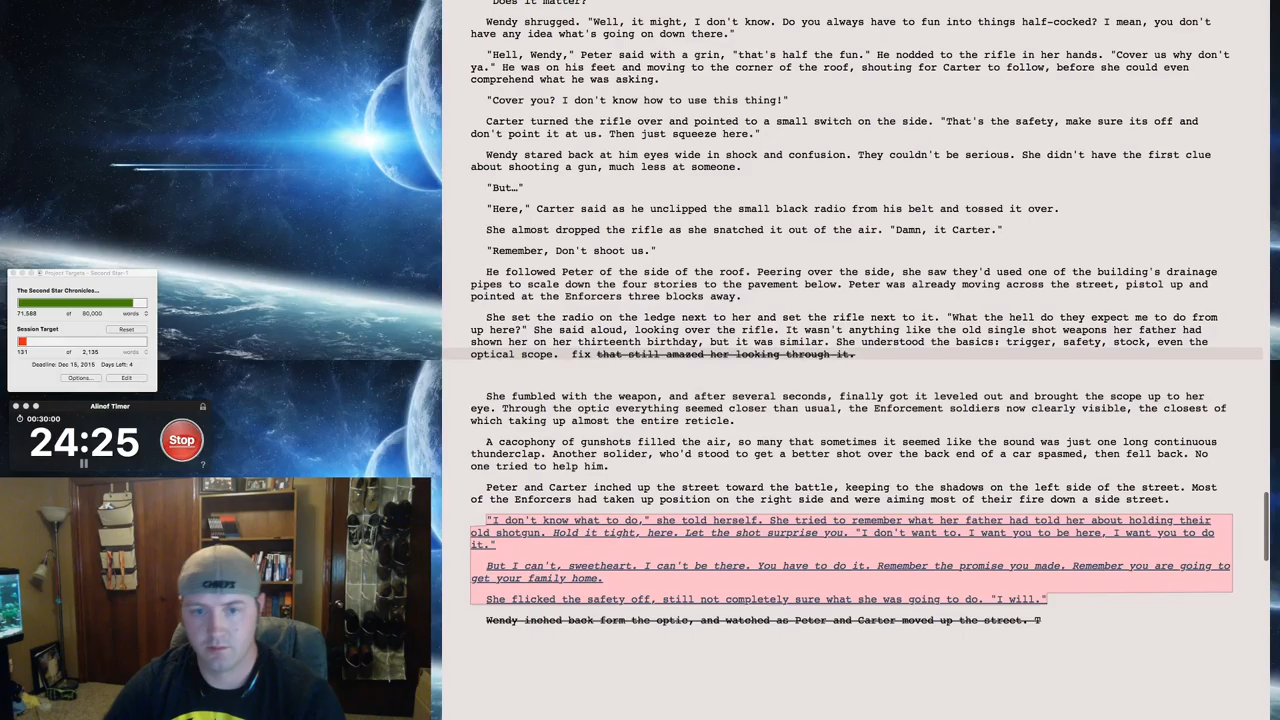 "Does it matter?"
Wendy shrugged. "Well, it might, I don't know. Do you always have to fun into things half-cocked? I mean, you don't
have any idea what's going on down there."
"Hell, Wendy," Peter said with a grin, "that's half the fun." He nodded to the rifle in her hands. "Cover us why don't
ya." He was on his feet and moving to the corner of the roof, shouting for Carter to follow, before she could even
comprehend what he was asking.
"Cover you? I don't know how to use this thing!"
Carter turned the rifle over and pointed to a small switch on the side. "That's the safety, make sure its off and
don't point it at us. Then just squeeze here."
Wendy stared back at him eyes wide in shock and confusion. They couldn't be serious. She didn't have the first clue
about shooting a gun, much less at someone.
"But…"
"Here," Carter said as he unclipped the small black radio from his belt and tossed it over.
She almost dropped the rifle as she snatched it out of the air. "Damn, it Carter."
"Remember, Don't shoot us."
He followed Peter of the side of the roof. Peering over the side, she saw they'd used one of the building's drainage
pipes to scale down the four stories to the pavement below. Peter was already moving across the street, pistol up and
pointed at the Enforcers three blocks away.
She set the radio on the ledge next to her and set the rifle next to it. "What the hell do they expect me to do from
up here?" She said aloud, looking over the rifle. It wasn't anything like the old single shot weapons her father had
shown her on her thirteenth birthday, but it was similar. She understood the basics: trigger, safety, stock, even the
optical scope. fix that still amazed her looking through it.
She fumbled with the weapon, and after several seconds, finally got it leveled out and brought the scope up to her
eye. Through the optic everything seemed closer than usual, the Enforcement soldiers now clearly visible, the closest of
which taking up almost the entire reticle.
A cacophony of gunshots filled the air, so many that sometimes it seemed like the sound was just one long continuous
thunderclap. Another solider, who'd stood to get a better shot over the back end of a car spasmed, then fell back. No
one tried to help him.
Peter and Carter inched up the street toward the battle, keeping to the shadows on the left side of the street. Most
of the Enforcers had taken up position on the right side and were aiming most of their fire down a side street.
"I don't know what to do," she told herself. She tried to remember what her father had told her about holding their
old shotgun. Hold it tight, here. Let the shot surprise you. "I don't want to. I want you to be here, I want you to do
it."
But I can't, sweetheart. I can't be there. You have to do it. Remember the promise you made. Remember you are going to
get your family home.
She flicked the safety off, still not completely sure what she was going to do. "I will."
Wendy inched back form the optic, and watched as Peter and Carter moved up the street. T
Project Targets - Second Star-1
The Second Star Chronicles...
71,588 of 80,000 words
Session Target
Reset
131 of 2,135 words
Deadline: Dec 15, 2015 Days Left: 4
Options... Edit
Alinof Timer
00:30:00
24:25
Stop
?
CHIEFS